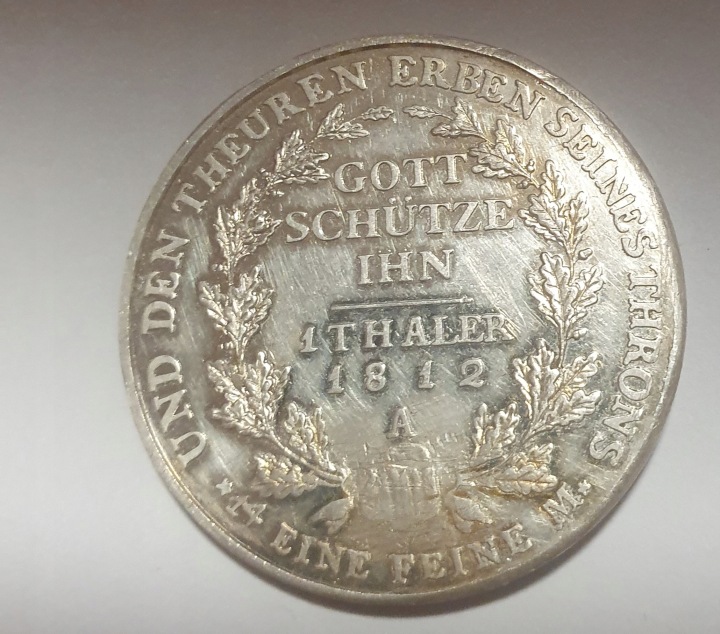 UND DEN THEUREN ERBEN SEINES THRONS
GOTT
SCHÜTZE
IHN
1 THALER
1812
A
* 14 EINE FEINE M. *